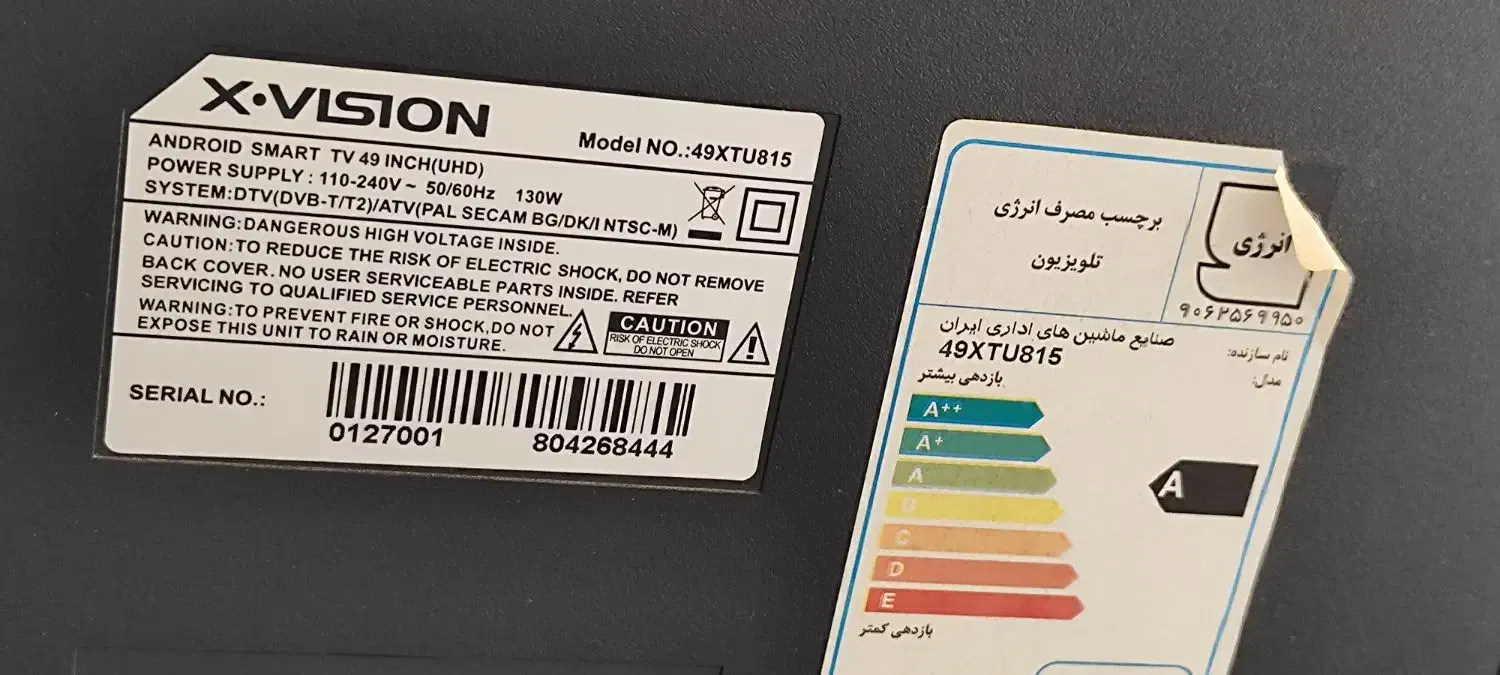 X·VISION
Model NO.:49XTU815
ANDROID SMART TV 49 INCH(UHD)
POWER SUPPLY : 110-240V ~ 50/60Hz 130W
SYSTEM:DTV(DVB-T/T2)/ATV(PAL SECAM BG/DK/I NTSC-M)
WARNING:DANGEROUS HIGH VOLTAGE INSIDE.
CAUTION:TO REDUCE THE RISK OF ELECTRIC SHOCK, DO NOT REMOVE
BACK COVER. NO USER SERVICEABLE PARTS INSIDE. REFER
SERVICING TO QUALIFIED SERVICE PERSONNEL.
WARNING:TO PREVENT FIRE OR SHOCK,DO NOT
EXPOSE THIS UNIT TO RAIN OR MOISTURE.
CAUTION
RISK OF ELECTRIC SHOCK
DO NOT OPEN
SERIAL NO.:
0127001 804268444
برچسب مصرف انرژی
تلویزیون
انرژی
۹۰۶۲۵۶۹۹۵۰
نام سازنده: صنایع ماشین های اداری ایران
مدل: 49XTU815
بازدهی بیشتر
A++
A+
A
B
C
D
E
A
بازدهی کمتر